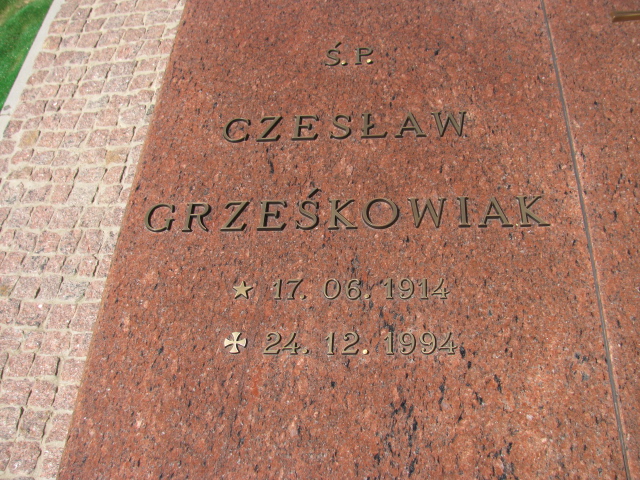 Ś.P.
CZESŁAW
GRZEŚKOWIAK
17. 06. 1914
24. 12. 1994